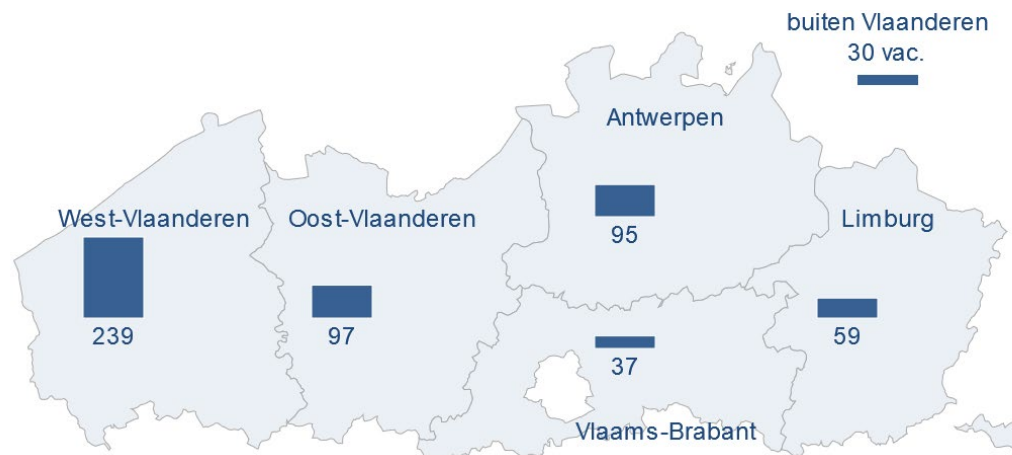 buiten Vlaanderen
30 vac.
Antwerpen
95
West-Vlaanderen
239
Oost-Vlaanderen
97
Limburg
59
37
Vlaams-Brabant